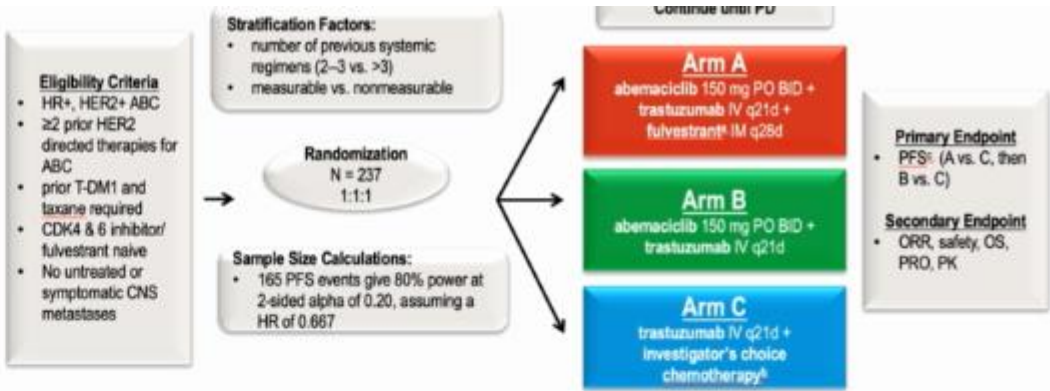 Eligibility Criteria
• HR+, HER2+ ABC
• ≥2 prior HER2
directed therapies for
ABC
• prior T-DM1 and
taxane required
• CDK4 & 6 inhibitor/
fulvestrant naive
• No untreated or
symptomatic CNS
metastases
Stratification Factors:
• number of previous systemic
regimens (2–3 vs. >3)
• measurable vs. nonmeasurable
Randomization
N = 237
1:1:1
Sample Size Calculations:
• 165 PFS events give 80% power at
2-sided alpha of 0.20, assuming a
HR of 0.667
Continue until PD
Arm A
abemaciclib 150 mg PO BID +
trastuzumab IV q21d +
fulvestrantª IM q28d
Arm B
abemaciclib 150 mg PO BID +
trastuzumab IV q21d
Arm C
trastuzumab IV q21d +
investigator's choice
chemotherapyᵇ
Primary Endpoint
• PFSᶜ (A vs. C, then
B vs. C)
Secondary Endpoint
• ORR, safety, OS,
PRO, PK